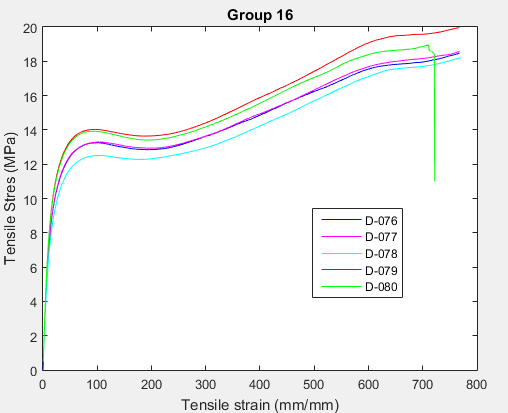 Group 16
20
18
16
14
12
10
8
6
4
2
0
Tensile Stres (MPa)
D-076
D-077
D-078
D-079
D-080
0 100 200 300 400 500 600 700 800
Tensile strain (mm/mm)